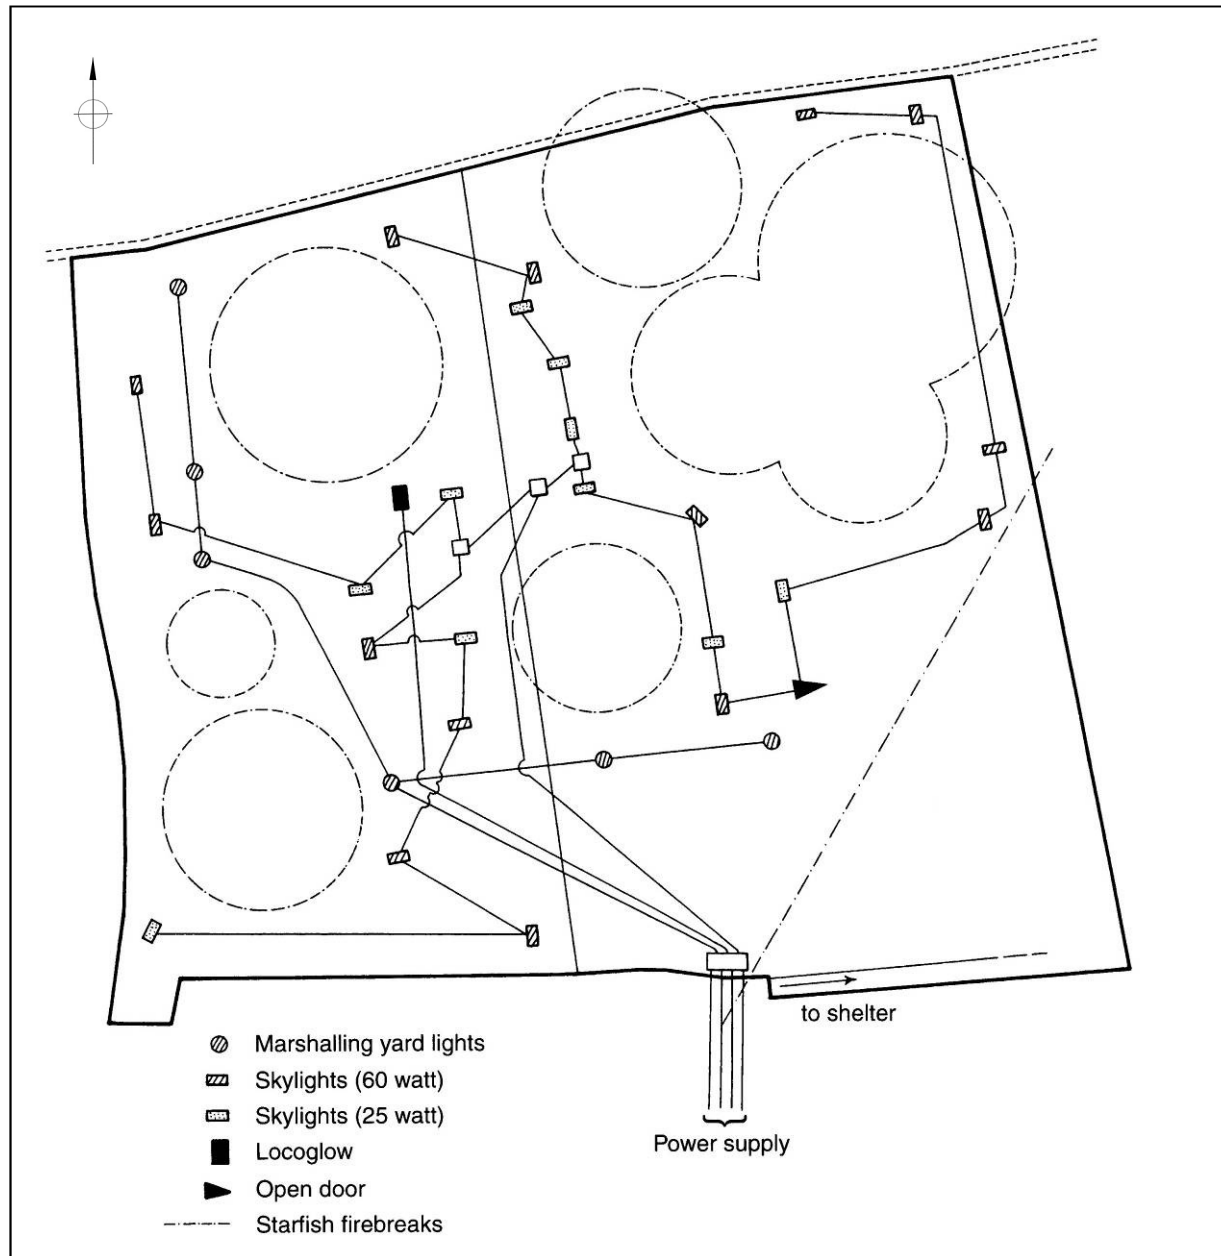 to shelter
Marshalling yard lights
Skylights (60 watt)
Skylights (25 watt)
Locoglow
Open door
Starfish firebreaks
Power supply